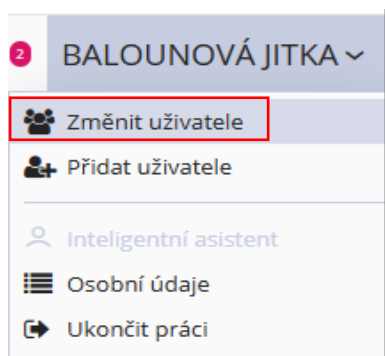 2 BALOUNOVÁ JITKA
Změnit uživatele
Přidat uživatele
Inteligentní asistent
Osobní údaje
Ukončit práci